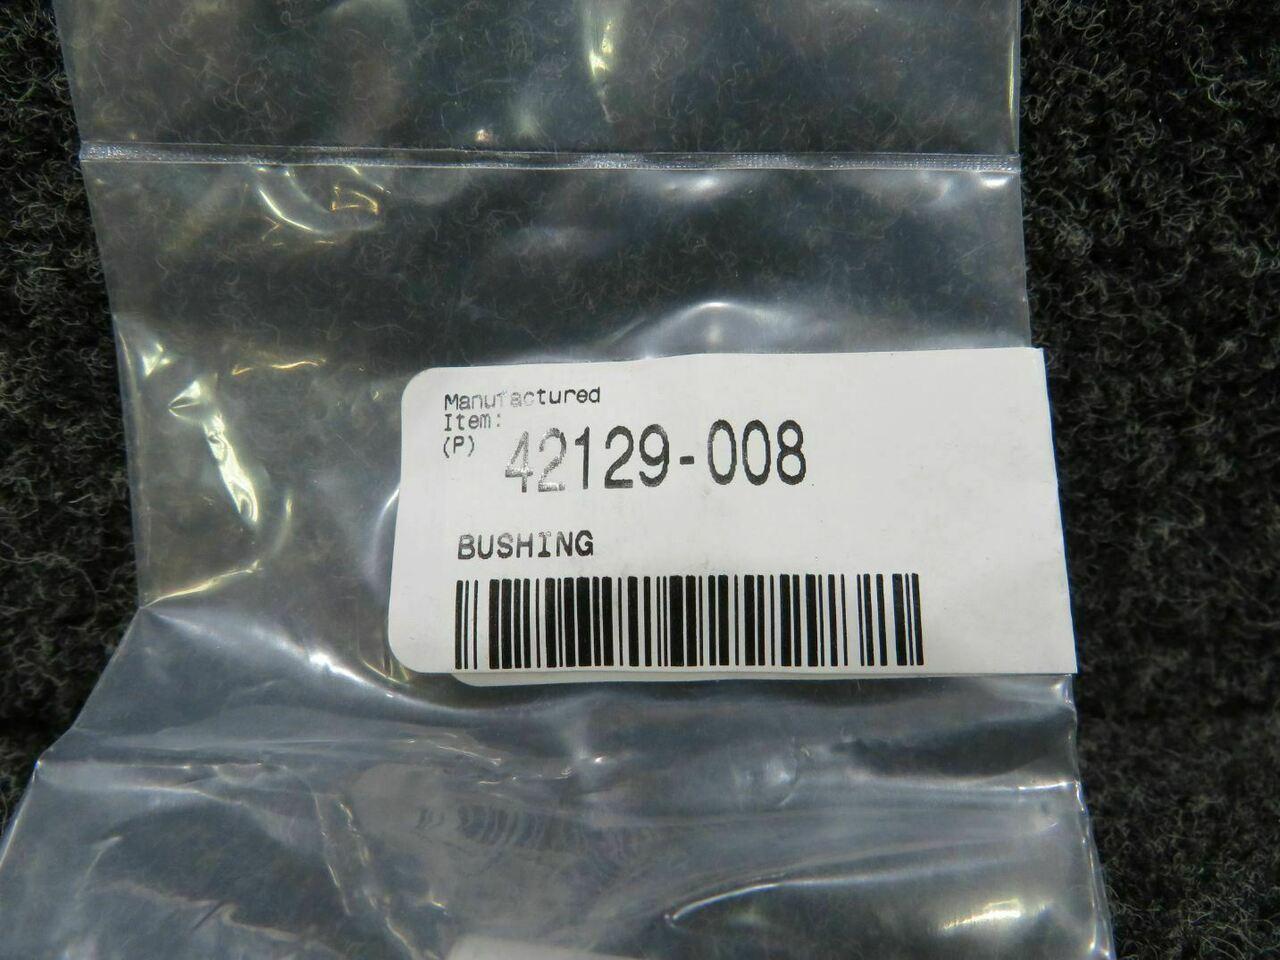 Manufactured
Item:
(P) 42129-008
BUSHING